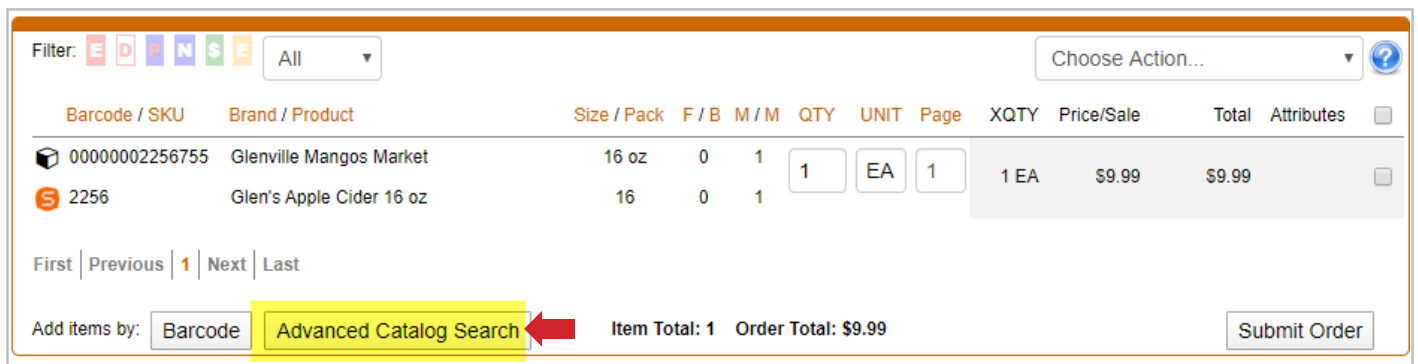 Filter: E D P N $ E All Choose Action... ?
Barcode / SKU Brand / Product Size / Pack F / B M / M QTY UNIT Page XQTY Price/Sale Total Attributes
00000002256755 Glenville Mangos Market 16 oz 0 1 1 EA 1 1 EA $9.99 $9.99
S 2256 Glen's Apple Cider 16 oz 16 0 1
First Previous 1 Next Last
Add items by: Barcode Advanced Catalog Search Item Total: 1 Order Total: $9.99 Submit Order